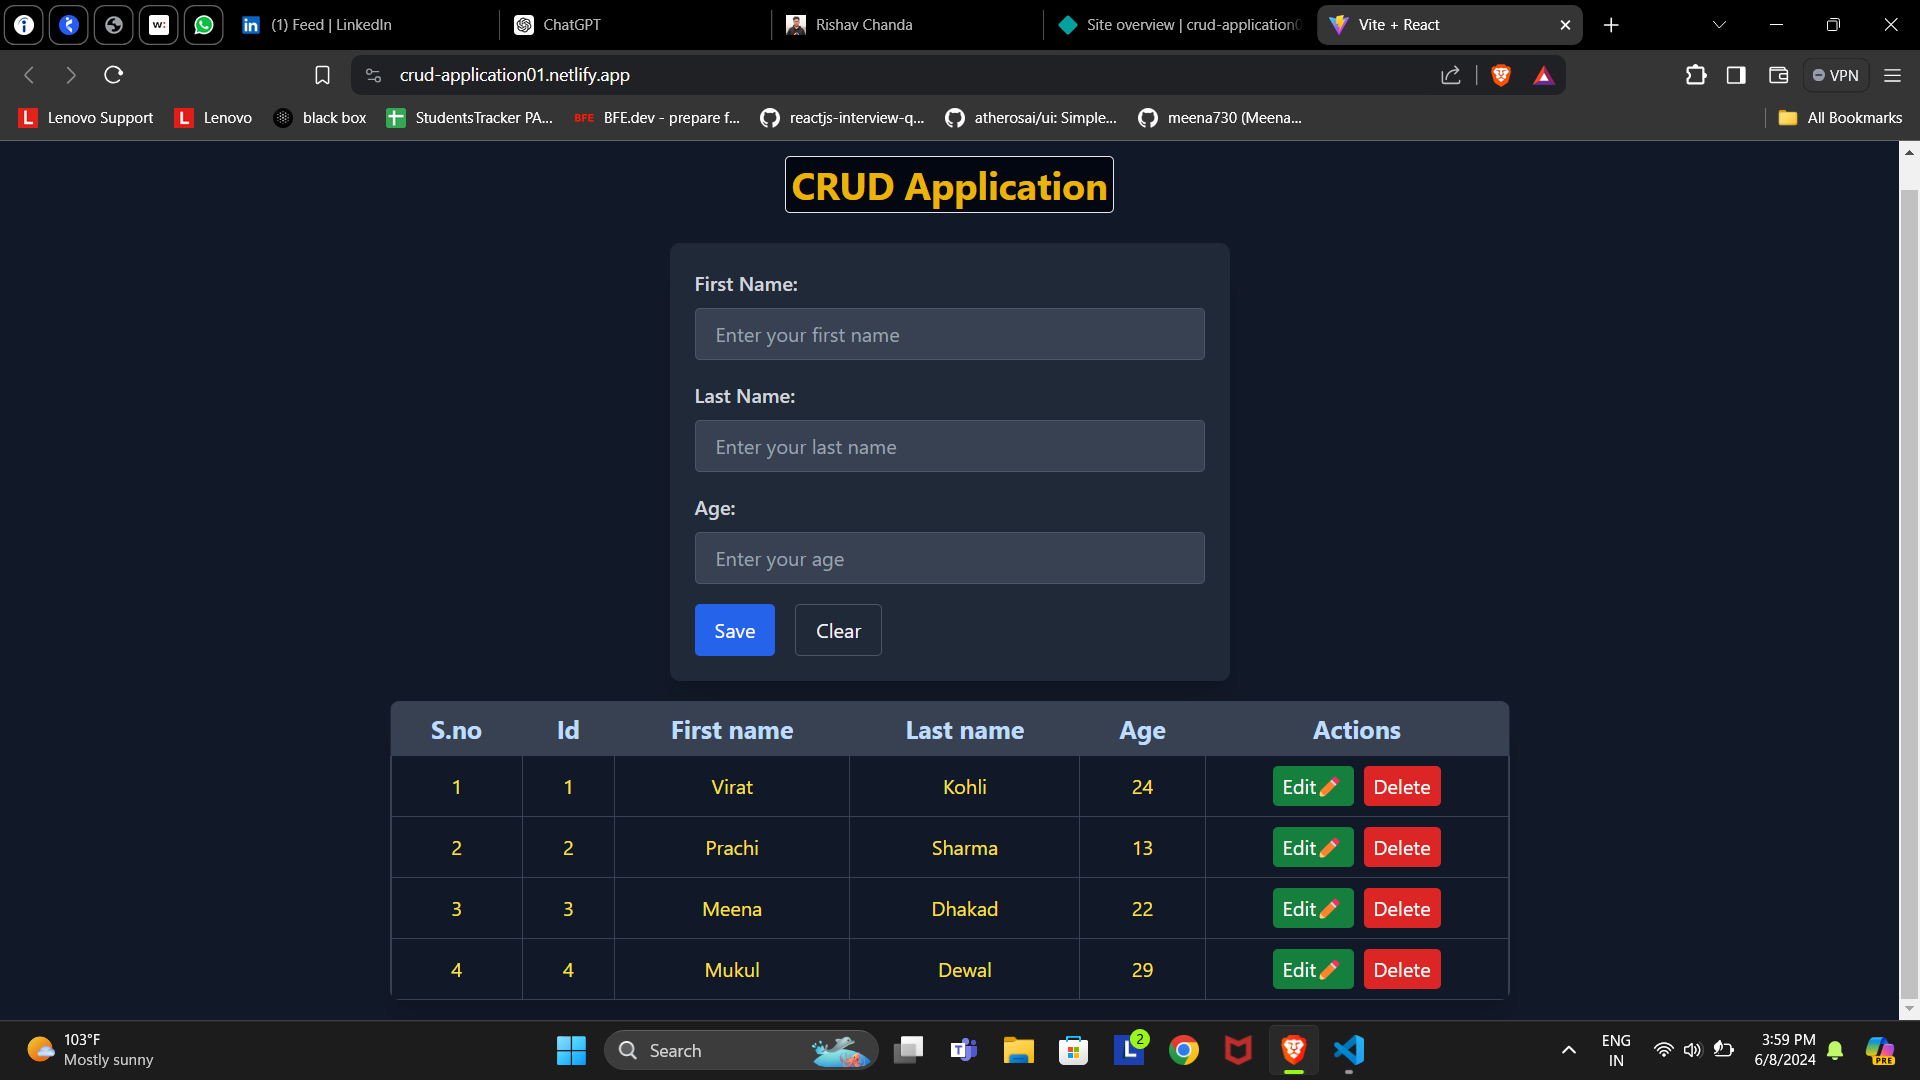 (1) Feed | LinkedIn
ChatGPT
Rishav Chanda
Site overview | crud-application0
Vite + React
crud-application01.netlify.app
VPN
L Lenovo Support
L Lenovo
black box
StudentsTracker PA...
BFE BFE.dev - prepare f...
reactjs-interview-q...
atherosai/ui: Simple...
meena730 (Meena...
All Bookmarks
CRUD Application
First Name:
Enter your first name
Last Name:
Enter your last name
Age:
Enter your age
Save Clear
S.no Id First name Last name Age Actions
1 1 Virat Kohli 24 Edit Delete
2 2 Prachi Sharma 13 Edit Delete
3 3 Meena Dhakad 22 Edit Delete
4 4 Mukul Dewal 29 Edit Delete
103°F
Mostly sunny
Search
L 2
ENG
IN
3:59 PM
6/8/2024
PRE